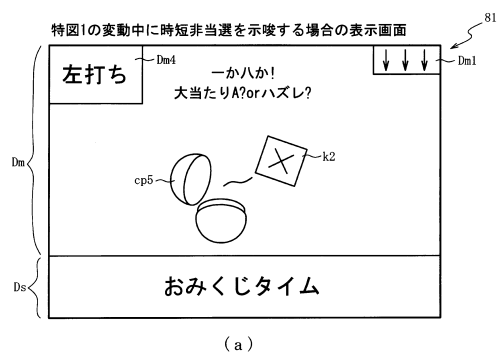 特図1の変動中に時短非当選を示唆する場合の表示画面
81
左打ち
Dm4
一か八か!
大当たりA?orハズレ?
↓↓↓
Dm1
Dm
cp5
k2
Ds
おみくじタイム
(a)